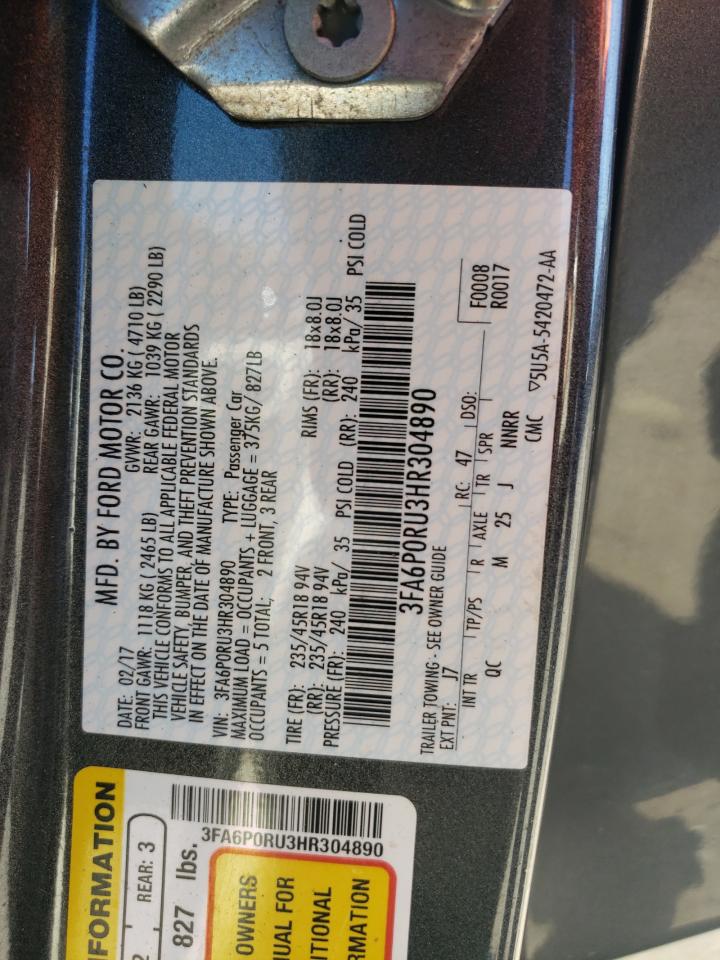 MFD. BY FORD MOTOR CO.
DATE: 02/17 GVWR: 2136 KG ( 4710 LB)
FRONT GAWR: 1118 KG ( 2465 LB) REAR GAWR: 1039 KG ( 2290 LB)
THIS VEHICLE CONFORMS TO ALL APPLICABLE FEDERAL MOTOR
VEHICLE SAFETY, BUMPER, AND THEFT PREVENTION STANDARDS
IN EFFECT ON THE DATE OF MANUFACTURE SHOWN ABOVE.
VIN: 3FA6P0RU3HR304890 TYPE: Passenger Car
MAXIMUM LOAD = OCCUPANTS + LUGGAGE = 375KG/ 827LB
OCCUPANTS = 5 TOTAL: 2 FRONT, 3 REAR
TIRE (FR): 235/45R18 94V RIMS (FR): 18x8.0J
(RR): 235/45R18 94V (RR): 18x8.0J
PRESSURE (FR): 240 kPa/ 35 PSI COLD (RR): 240 kPa/ 35 PSI COLD
3FA6P0RU3HR304890
TRAILER TOWING - SEE OWNER GUIDE
EXT PNT: J7 RC: 47 DSO:
INT TR TP/PS R AXLE TR SPR
QC M 25 J NNRR
F0008
R0017
CMC ▽5U5A-5420472-AA
FORMATION
2 REAR: 3
827 lbs.
3FA6P0RU3HR304890
OWNERS
UAL FOR
ITIONAL
RMATION